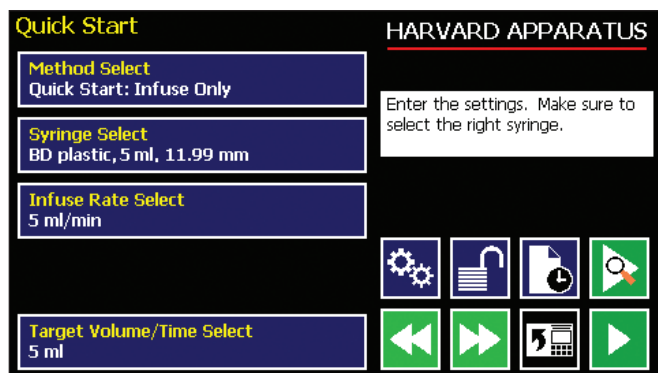 Quick Start
Method Select
Quick Start: Infuse Only
Syringe Select
BD plastic, 5 ml, 11.99 mm
Infuse Rate Select
5 ml/min
Target Volume/Time Select
5 ml
HARVARD APPARATUS
Enter the settings. Make sure to
select the right syringe.